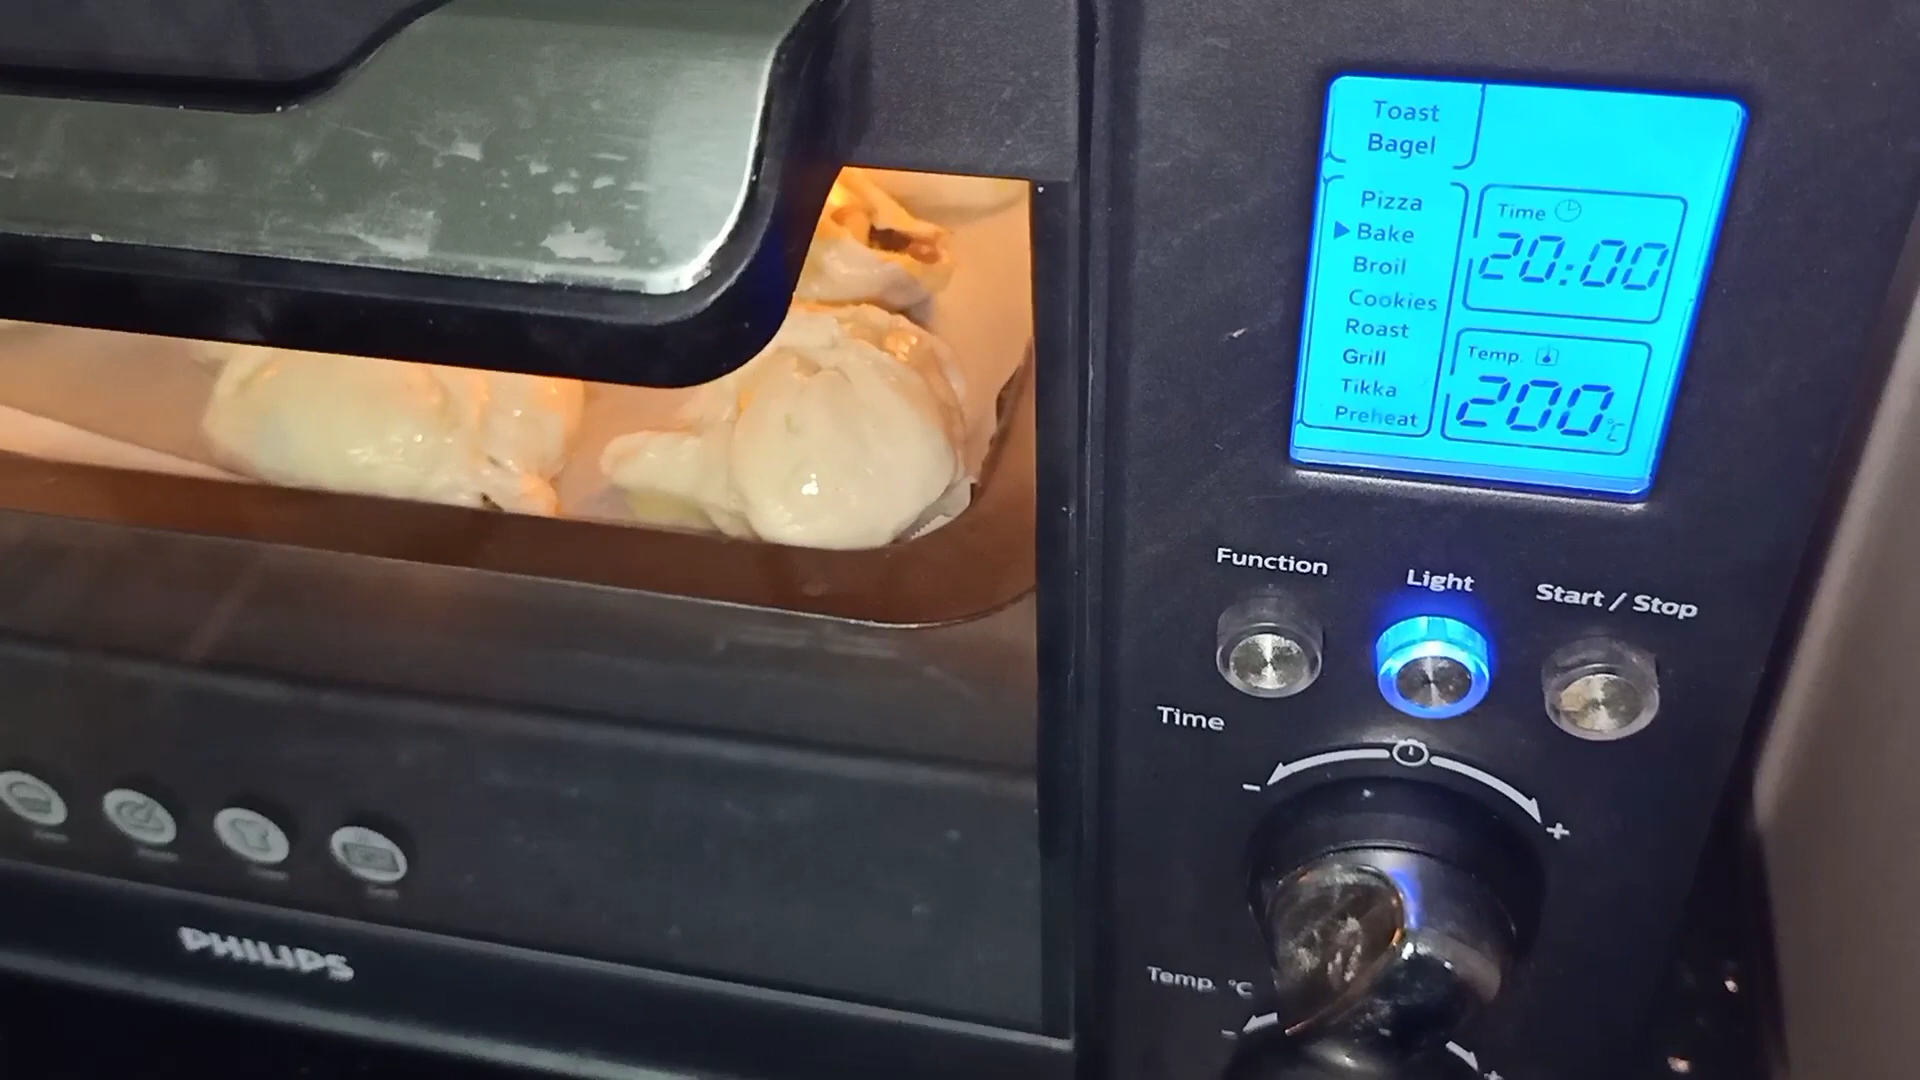 Toast
Bagel
Pizza
Bake
Broil
Cookies
Roast
Grill
Tikka
Preheat
Time
20:00
Temp.
200°C
Function
Light
Start / Stop
Time
- +
Temp. °C
- +
PHILIPS